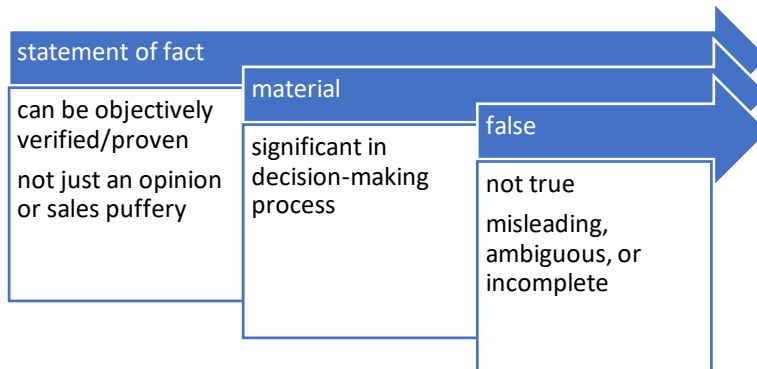 statement of fact
can be objectively
verified/proven
not just an opinion
or sales puffery
material
significant in
decision-making
process
false
not true
misleading,
ambiguous, or
incomplete